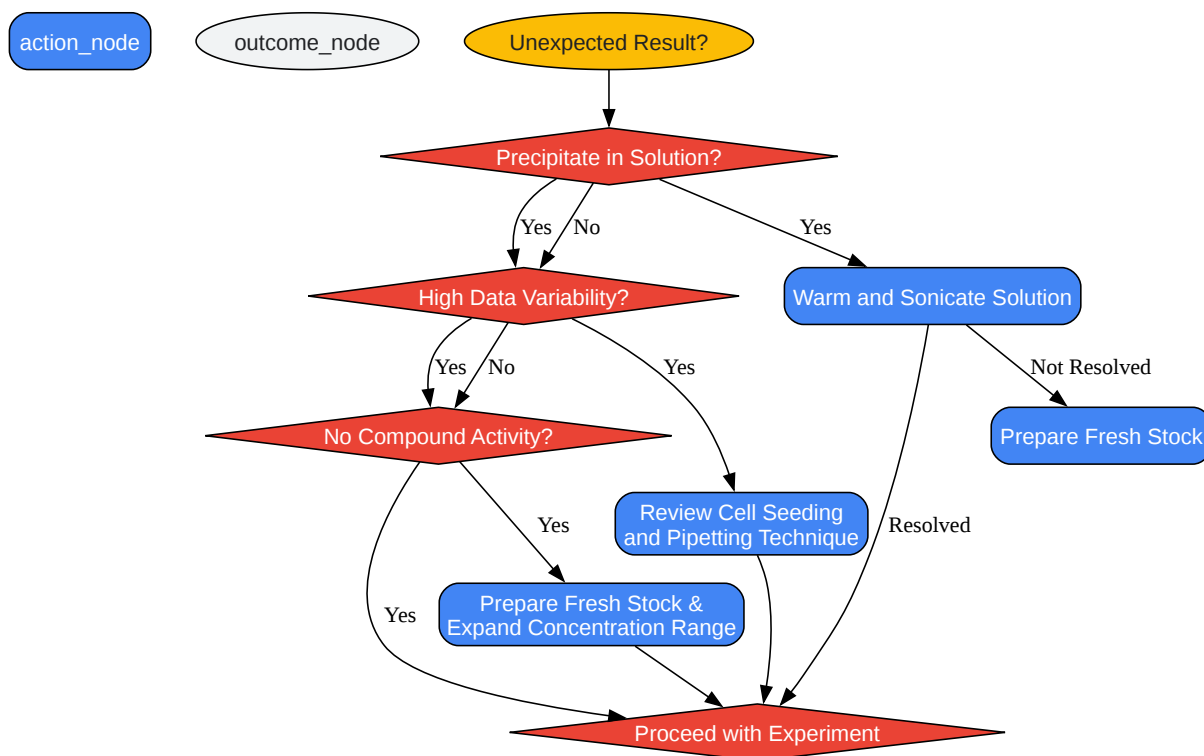 action_node
outcome_node
Unexpected Result?
Precipitate in Solution?
Yes
No
Yes
High Data Variability?
Warm and Sonicate Solution
Yes
No
Yes
Not Resolved
No Compound Activity?
Prepare Fresh Stock
Review Cell Seeding
and Pipetting Technique
Yes
Resolved
Prepare Fresh Stock &
Expand Concentration Range
Yes
Proceed with Experiment